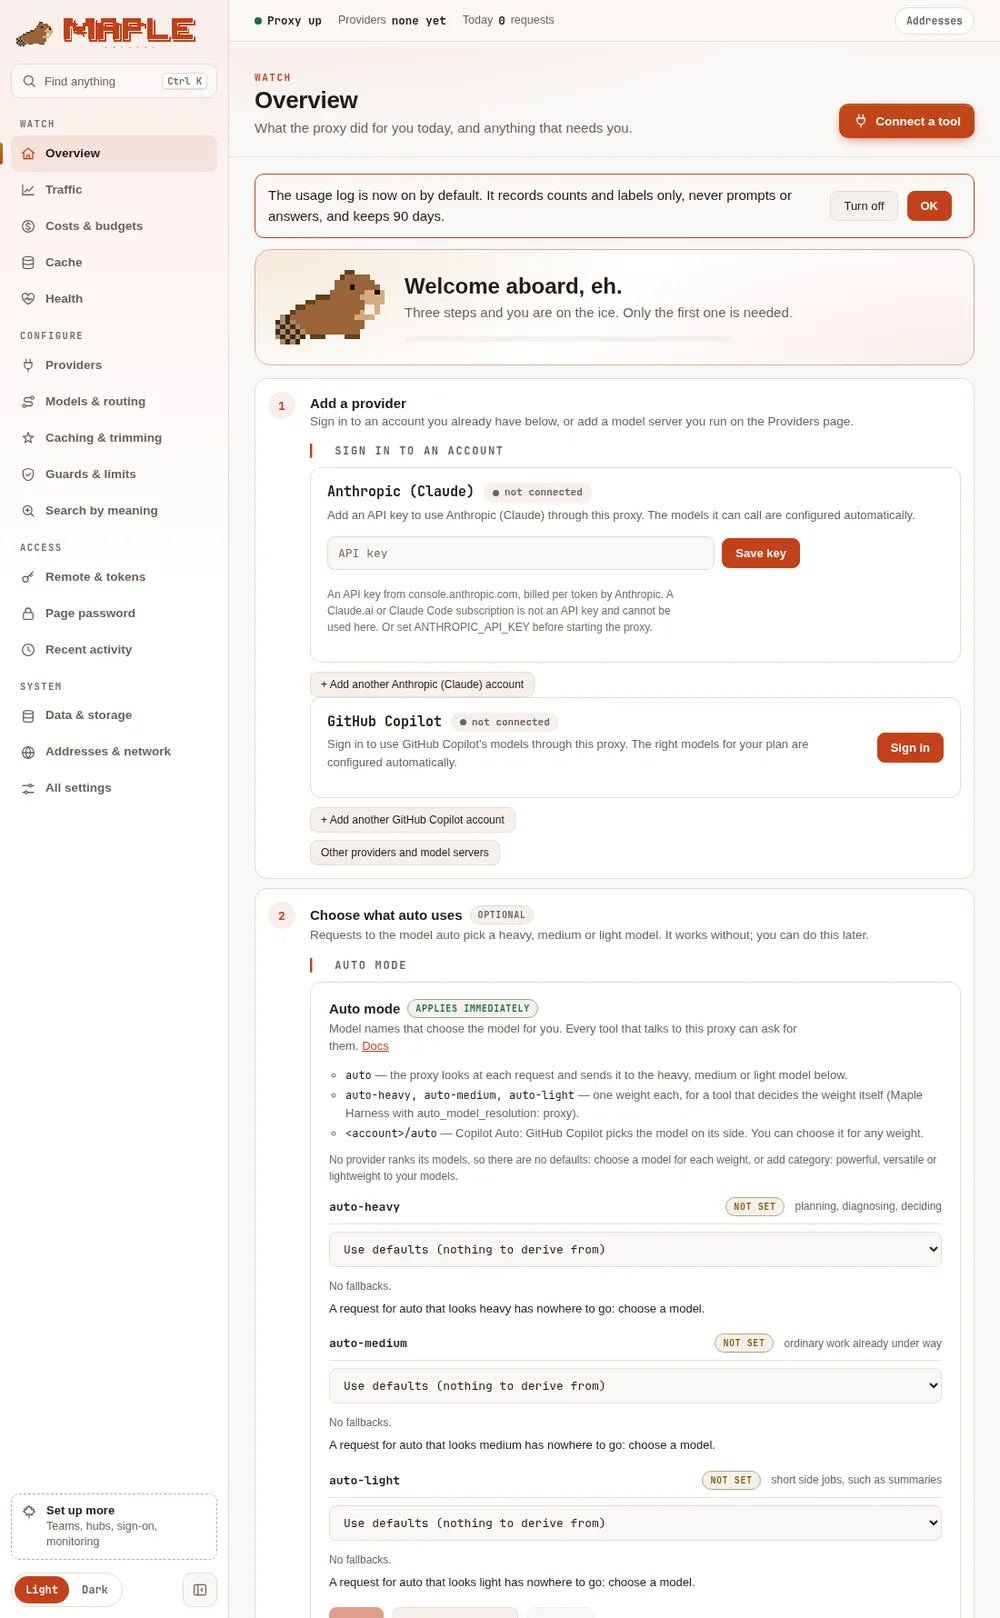 MAPLE
Find anything Ctrl K
WATCH
Overview
Traffic
Costs & budgets
Cache
Health
CONFIGURE
Providers
Models & routing
Caching & trimming
Guards & limits
Search by meaning
ACCESS
Remote & tokens
Page password
Recent activity
SYSTEM
Data & storage
Addresses & network
All settings
Set up more
Teams, hubs, sign-on,
monitoring
Light Dark
Proxy up Providers none yet Today 0 requests Addresses
WATCH
Overview
What the proxy did for you today, and anything that needs you.
Connect a tool
The usage log is now on by default. It records counts and labels only, never prompts or
answers, and keeps 90 days.
Turn off OK
Welcome aboard, eh.
Three steps and you are on the ice. Only the first one is needed.
1 Add a provider
Sign in to an account you already have below, or add a model server you run on the Providers page.
SIGN IN TO AN ACCOUNT
Anthropic (Claude) not connected
Add an API key to use Anthropic (Claude) through this proxy. The models it can call are configured automatically.
API key Save key
An API key from console.anthropic.com, billed per token by Anthropic. A
Claude.ai or Claude Code subscription is not an API key and cannot be
used here. Or set ANTHROPIC_API_KEY before starting the proxy.
+ Add another Anthropic (Claude) account
GitHub Copilot not connected
Sign in to use GitHub Copilot's models through this proxy. The right models for your plan are
configured automatically.
Sign in
+ Add another GitHub Copilot account
Other providers and model servers
2 Choose what auto uses OPTIONAL
Requests to the model auto pick a heavy, medium or light model. It works without; you can do this later.
AUTO MODE
Auto mode APPLIES IMMEDIATELY
Model names that choose the model for you. Every tool that talks to this proxy can ask for
them. Docs
auto — the proxy looks at each request and sends it to the heavy, medium or light model below.
auto-heavy, auto-medium, auto-light — one weight each, for a tool that decides the weight itself (Maple
Harness with auto_model_resolution: proxy).
<account>/auto — Copilot Auto: GitHub Copilot picks the model on its side. You can choose it for any weight.
No provider ranks its models, so there are no defaults: choose a model for each weight, or add category: powerful, versatile or
lightweight to your models.
auto-heavy NOT SET planning, diagnosing, deciding
Use defaults (nothing to derive from)
No fallbacks.
A request for auto that looks heavy has nowhere to go: choose a model.
auto-medium NOT SET ordinary work already under way
Use defaults (nothing to derive from)
No fallbacks.
A request for auto that looks medium has nowhere to go: choose a model.
auto-light NOT SET short side jobs, such as summaries
Use defaults (nothing to derive from)
No fallbacks.
A request for auto that looks light has nowhere to go: choose a model.